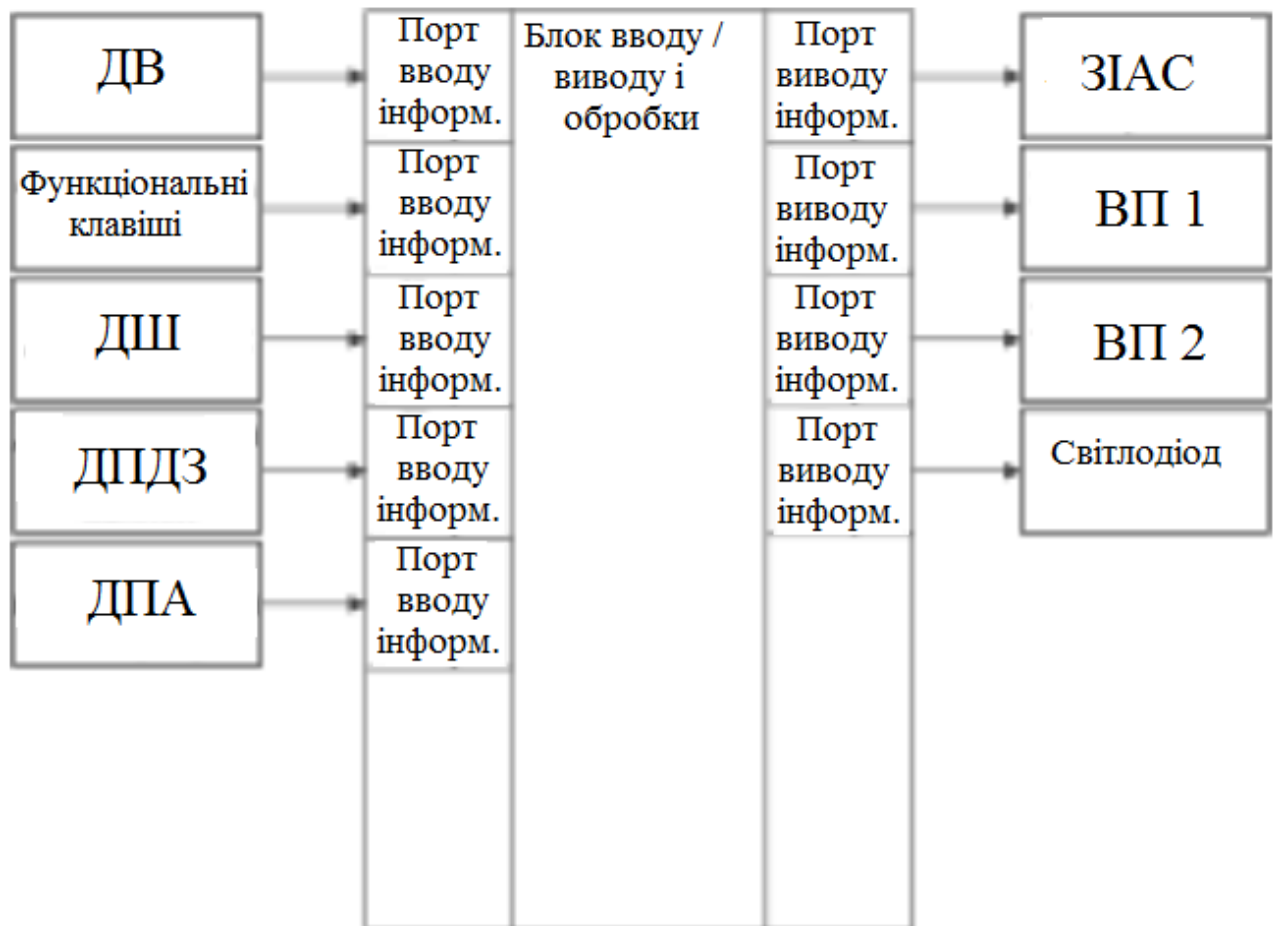 ДВ
Порт
вводу
інформ.
Блок вводу /
виводу і
обробки
Порт
виводу
інформ.
ЗІАС
Функціональні
клавіші
Порт
вводу
інформ.
Порт
виводу
інформ.
ВП 1
ДШ
Порт
вводу
інформ.
Порт
виводу
інформ.
ВП 2
ДПДЗ
Порт
вводу
інформ.
Порт
виводу
інформ.
Світлодіод
ДПА
Порт
вводу
інформ.